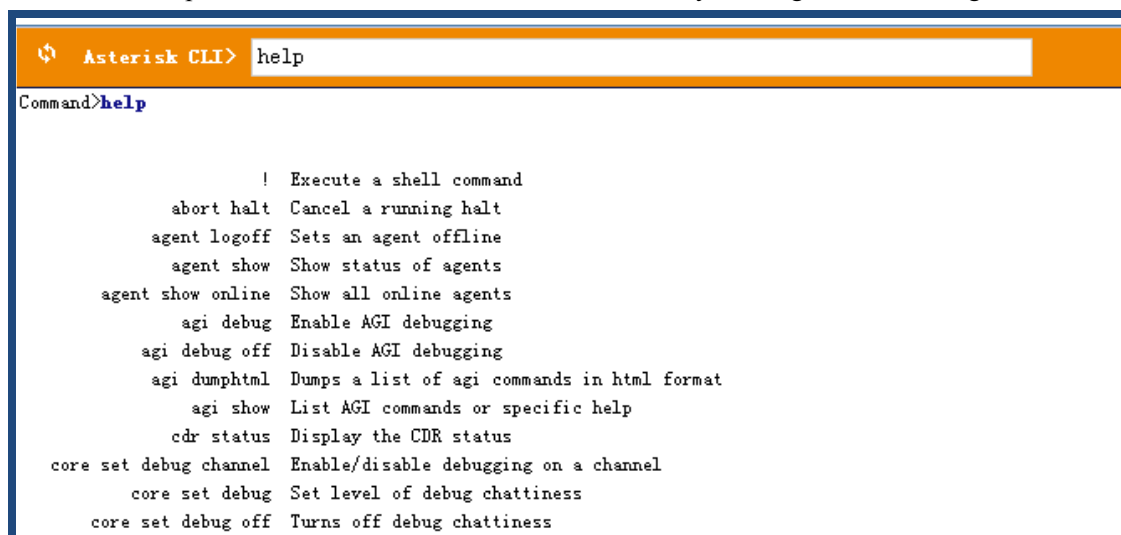 Asterisk CLI> help
Command>help
! Execute a shell command
abort halt Cancel a running halt
agent logoff Sets an agent offline
agent show Show status of agents
agent show online Show all online agents
agi debug Enable AGI debugging
agi debug off Disable AGI debugging
agi dumphtml Dumps a list of agi commands in html format
agi show List AGI commands or specific help
cdr status Display the CDR status
core set debug channel Enable/disable debugging on a channel
core set debug Set level of debug chattiness
core set debug off Turns off debug chattiness